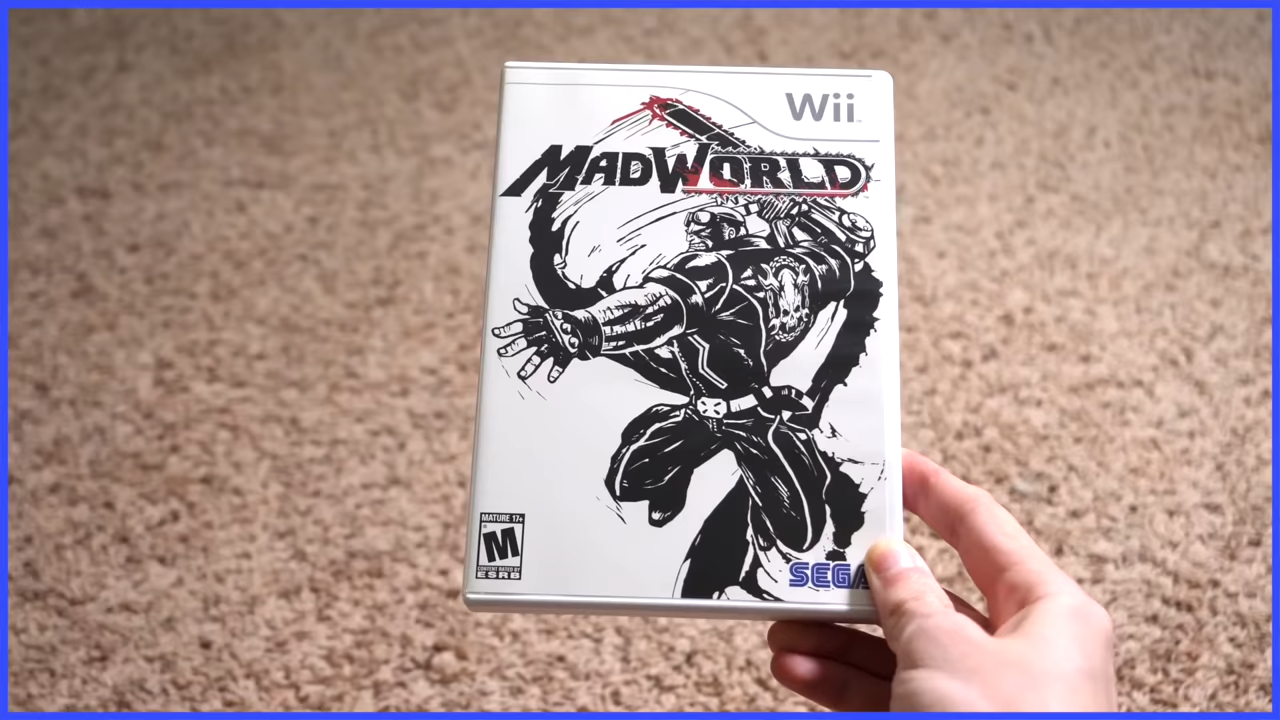 Wii
MADWORLD
MATURE 17+
M
CONTENT RATED BY
ESRB
SEGA